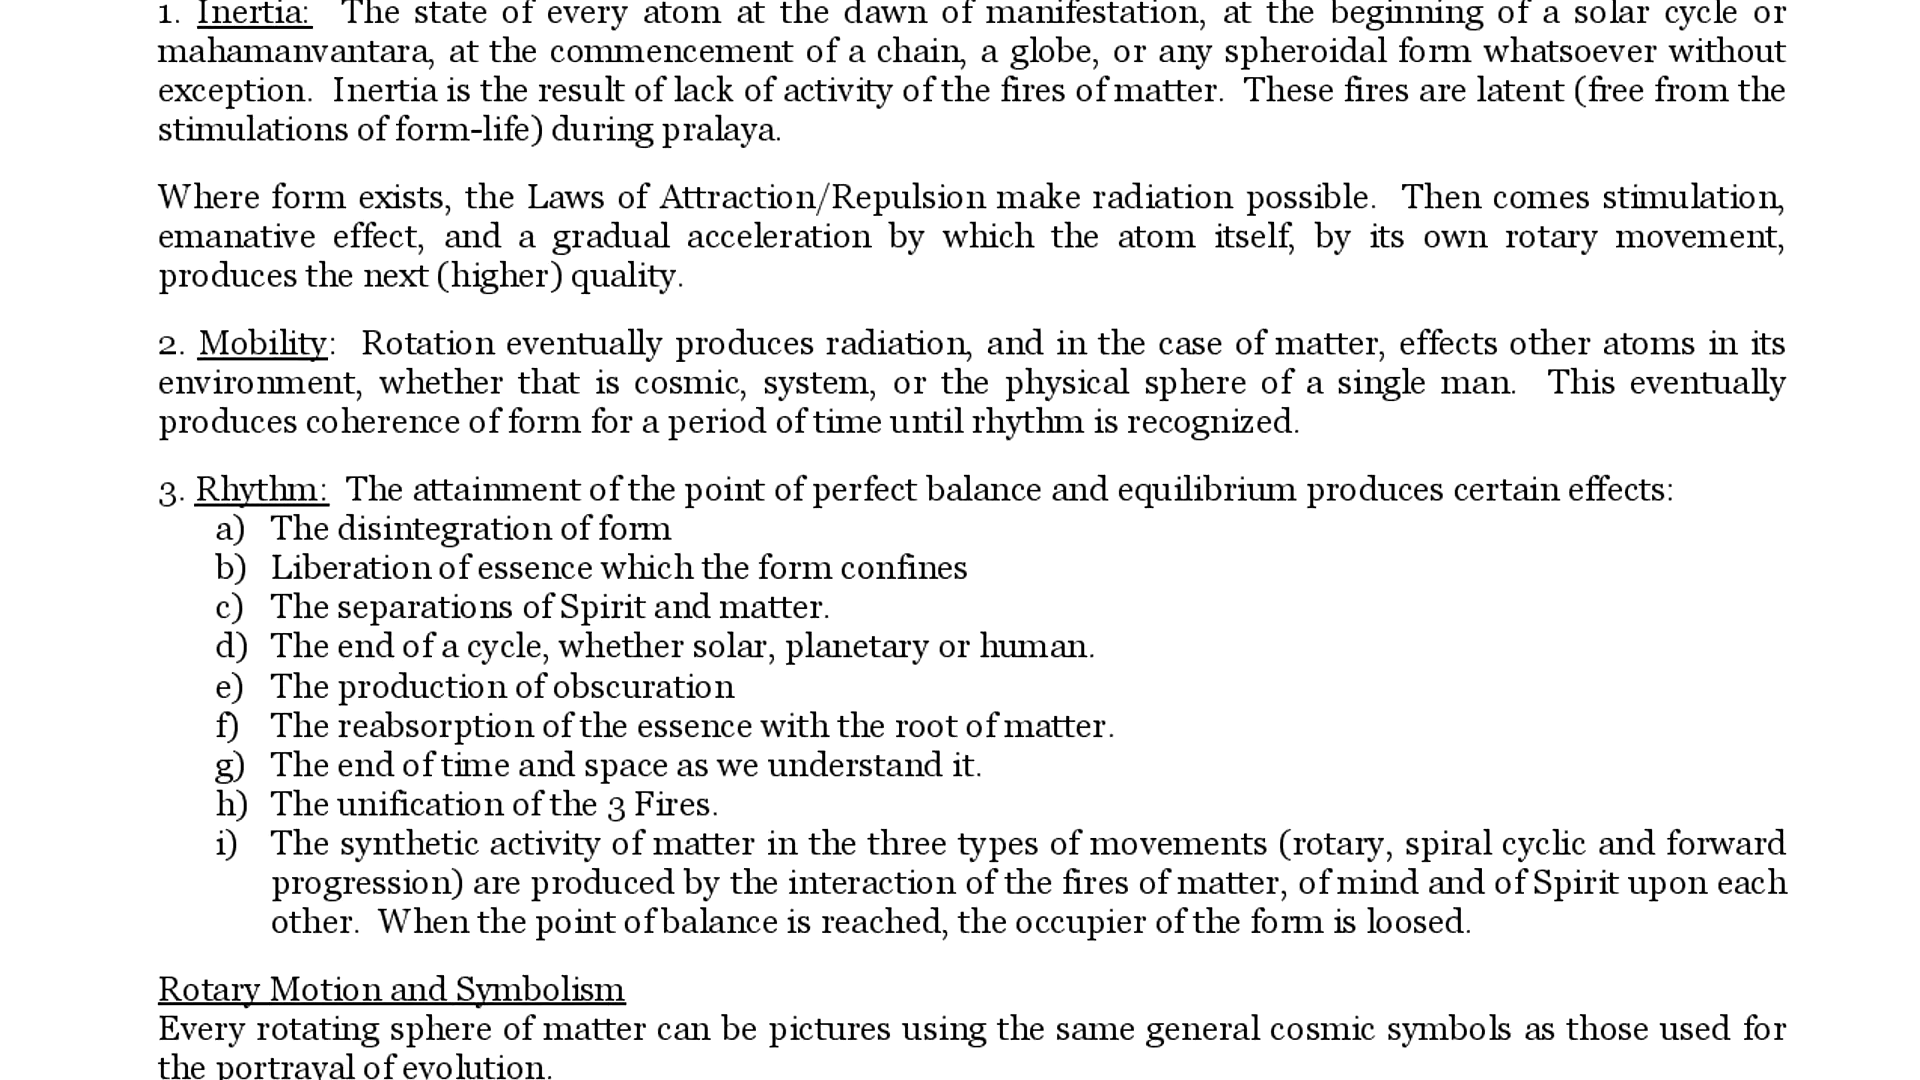 1. Inertia: The state of every atom at the dawn of manifestation, at the beginning of a solar cycle or
mahamanvantara, at the commencement of a chain, a globe, or any spheroidal form whatsoever without
exception. Inertia is the result of lack of activity of the fires of matter. These fires are latent (free from the
stimulations of form-life) during pralaya.
Where form exists, the Laws of Attraction/Repulsion make radiation possible. Then comes stimulation,
emanative effect, and a gradual acceleration by which the atom itself, by its own rotary movement,
produces the next (higher) quality.
2. Mobility: Rotation eventually produces radiation, and in the case of matter, effects other atoms in its
environment, whether that is cosmic, system, or the physical sphere of a single man. This eventually
produces coherence of form for a period of time until rhythm is recognized.
3. Rhythm: The attainment of the point of perfect balance and equilibrium produces certain effects:
a) The disintegration of form
b) Liberation of essence which the form confines
c) The separations of Spirit and matter.
d) The end of a cycle, whether solar, planetary or human.
e) The production of obscuration
f) The reabsorption of the essence with the root of matter.
g) The end of time and space as we understand it.
h) The unification of the 3 Fires.
i) The synthetic activity of matter in the three types of movements (rotary, spiral cyclic and forward
progression) are produced by the interaction of the fires of matter, of mind and of Spirit upon each
other. When the point of balance is reached, the occupier of the form is loosed.
Rotary Motion and Symbolism
Every rotating sphere of matter can be pictures using the same general cosmic symbols as those used for
the portrayal of evolution.